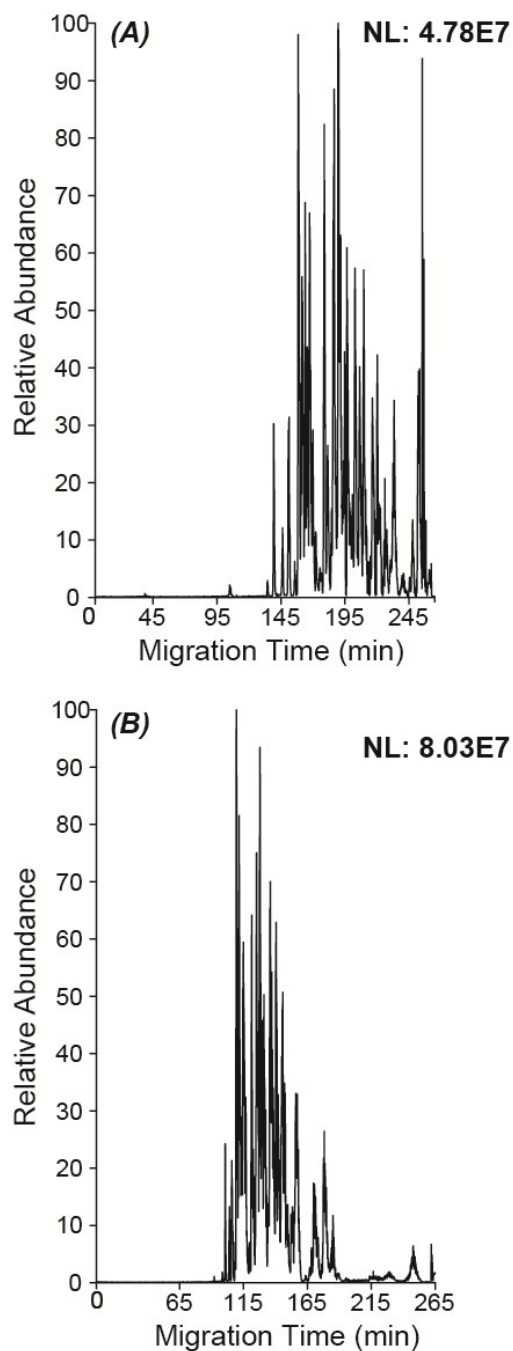 (A)
NL: 4.78E7
100
90
80
70
60
50
40
30
20
10
0
Relative Abundance
0 45 95 145 195 245
Migration Time (min)
(B)
NL: 8.03E7
100
90
80
70
60
50
40
30
20
10
0
Relative Abundance
0 65 115 165 215 265
Migration Time (min)